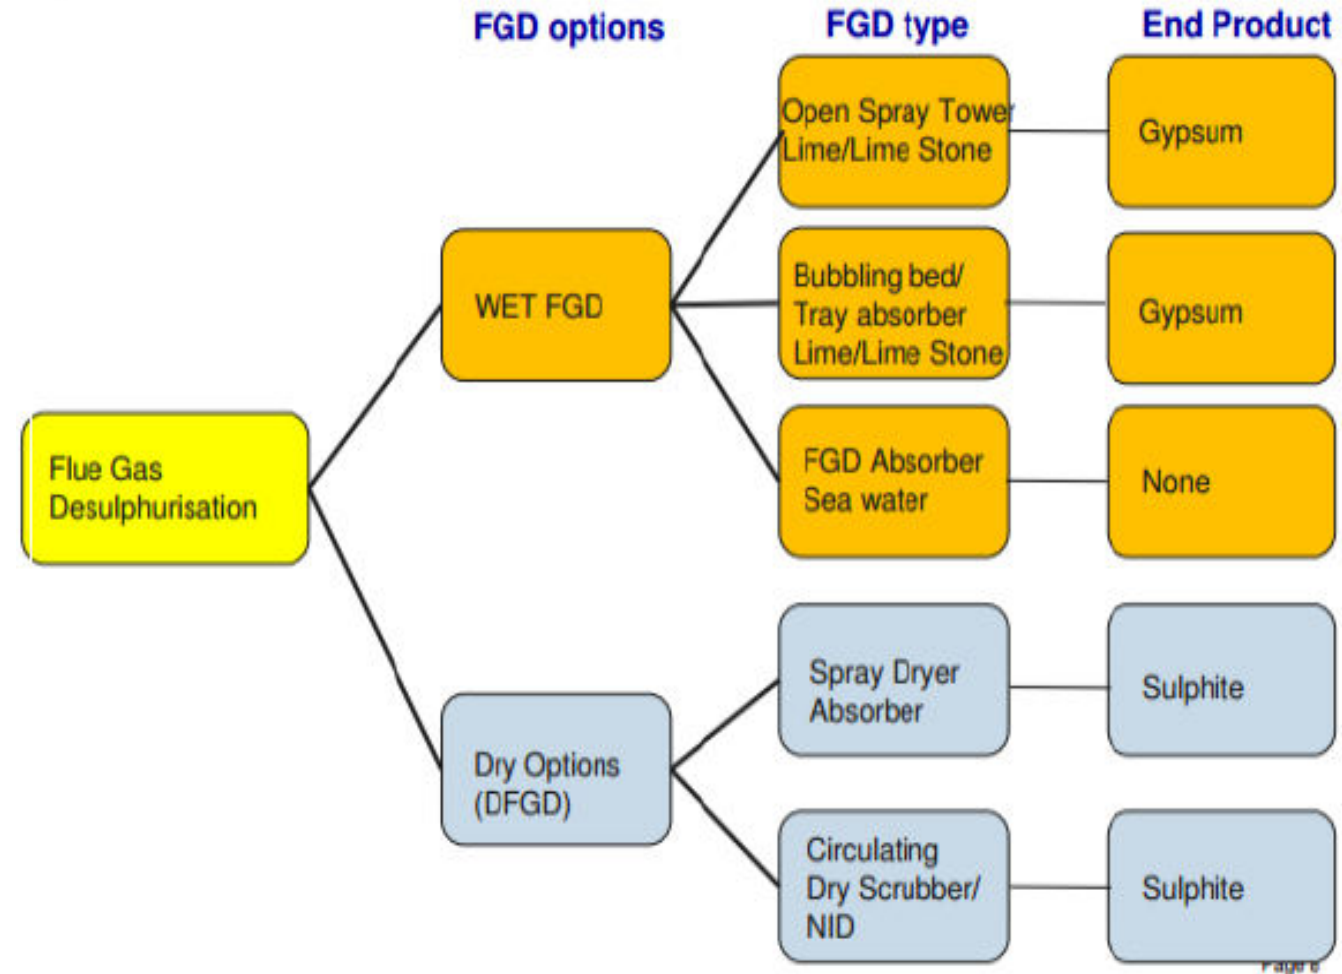 FGD options
FGD type
End Product
Open Spray Tower
Lime/Lime Stone
Gypsum
WET FGD
Bubbling bed/
Tray absorber
Lime/Lime Stone
Gypsum
Flue Gas
Desulphurisation
FGD Absorber
Sea water
None
Spray Dryer
Absorber
Sulphite
Dry Options
(DFGD)
Circulating
Dry Scrubber/
NID
Sulphite
Page